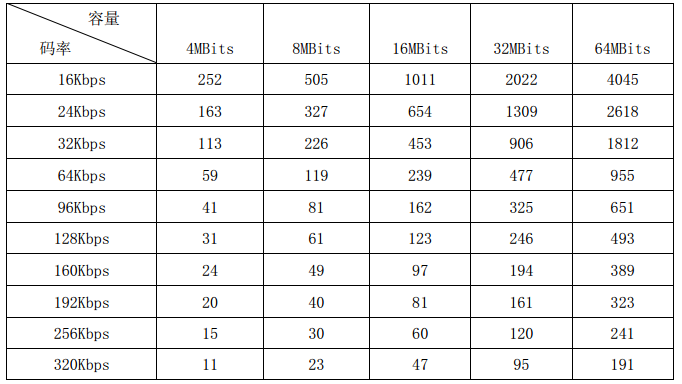 容量
码率 4MBits 8MBits 16MBits 32MBits 64MBits
16Kbps 252 505 1011 2022 4045
24Kbps 163 327 654 1309 2618
32Kbps 113 226 453 906 1812
64Kbps 59 119 239 477 955
96Kbps 41 81 162 325 651
128Kbps 31 61 123 246 493
160Kbps 24 49 97 194 389
192Kbps 20 40 81 161 323
256Kbps 15 30 60 120 241
320Kbps 11 23 47 95 191